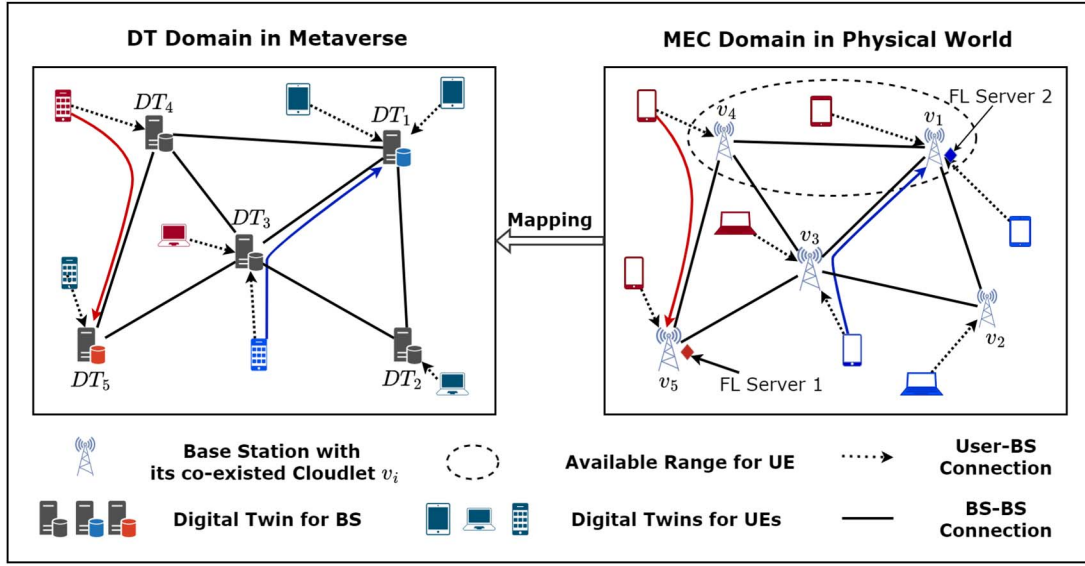 DT Domain in Metaverse
MEC Domain in Physical World
DT₄
DT₁
DT₃
DT₅
DT₂
Mapping
v₄
v₁
FL Server 2
v₃
v₂
v₅
FL Server 1
Base Station with
its co-existed Cloudlet vᵢ
Available Range for UE
User-BS
Connection
Digital Twin for BS
Digital Twins for UEs
BS-BS
Connection